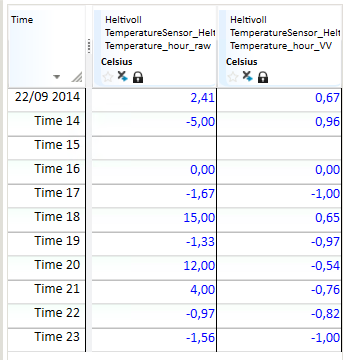 Time
Heltivoll
TemperatureSensor_Helt
Temperature_hour_raw
Celsius
Heltivoll
TemperatureSensor_Helt
Temperature_hour_VV
Celsius
22/09 2014 2,41 0,67
Time 14 -5,00 0,96
Time 15
Time 16 0,00 0,00
Time 17 -1,67 -1,00
Time 18 15,00 0,65
Time 19 -1,33 -0,97
Time 20 12,00 -0,54
Time 21 4,00 -0,76
Time 22 -0,97 -0,82
Time 23 -1,56 -1,00